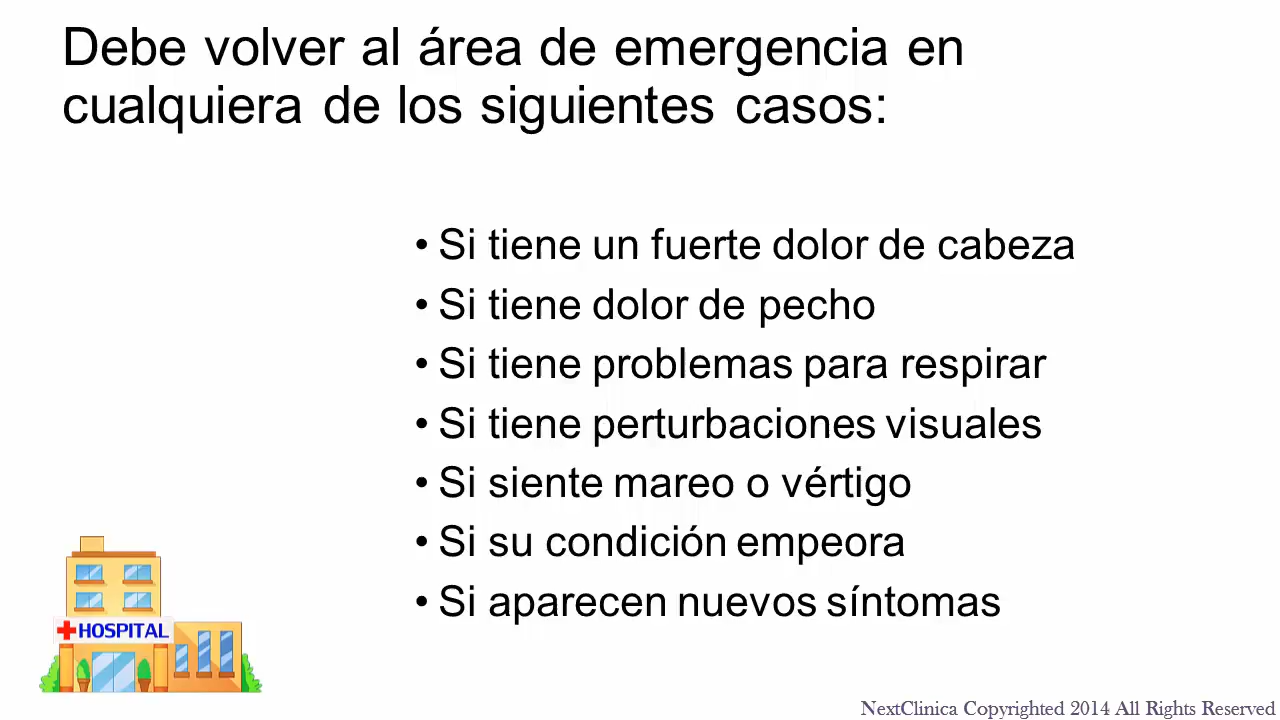 Debe volver al área de emergencia en
cualquiera de los siguientes casos:
• Si tiene un fuerte dolor de cabeza
• Si tiene dolor de pecho
• Si tiene problemas para respirar
• Si tiene perturbaciones visuales
• Si siente mareo o vértigo
• Si su condición empeora
• Si aparecen nuevos síntomas
HOSPITAL
NextClinica Copyrighted 2014 All Rights Reserved